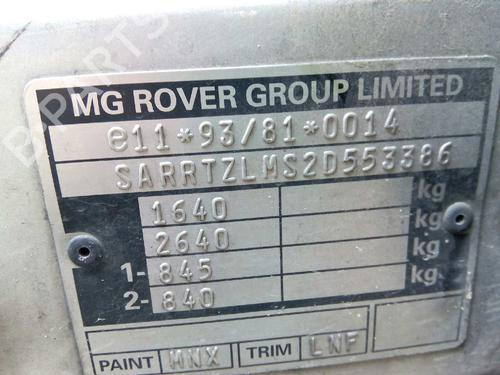 B-PARTS
MG ROVER GROUP LIMITED
e11*93/81*0014
SARRTZLMS2D553386
1640 kg
2640 kg
1- 845 kg
2- 840 kg
PAINT MNX TRIM LNF